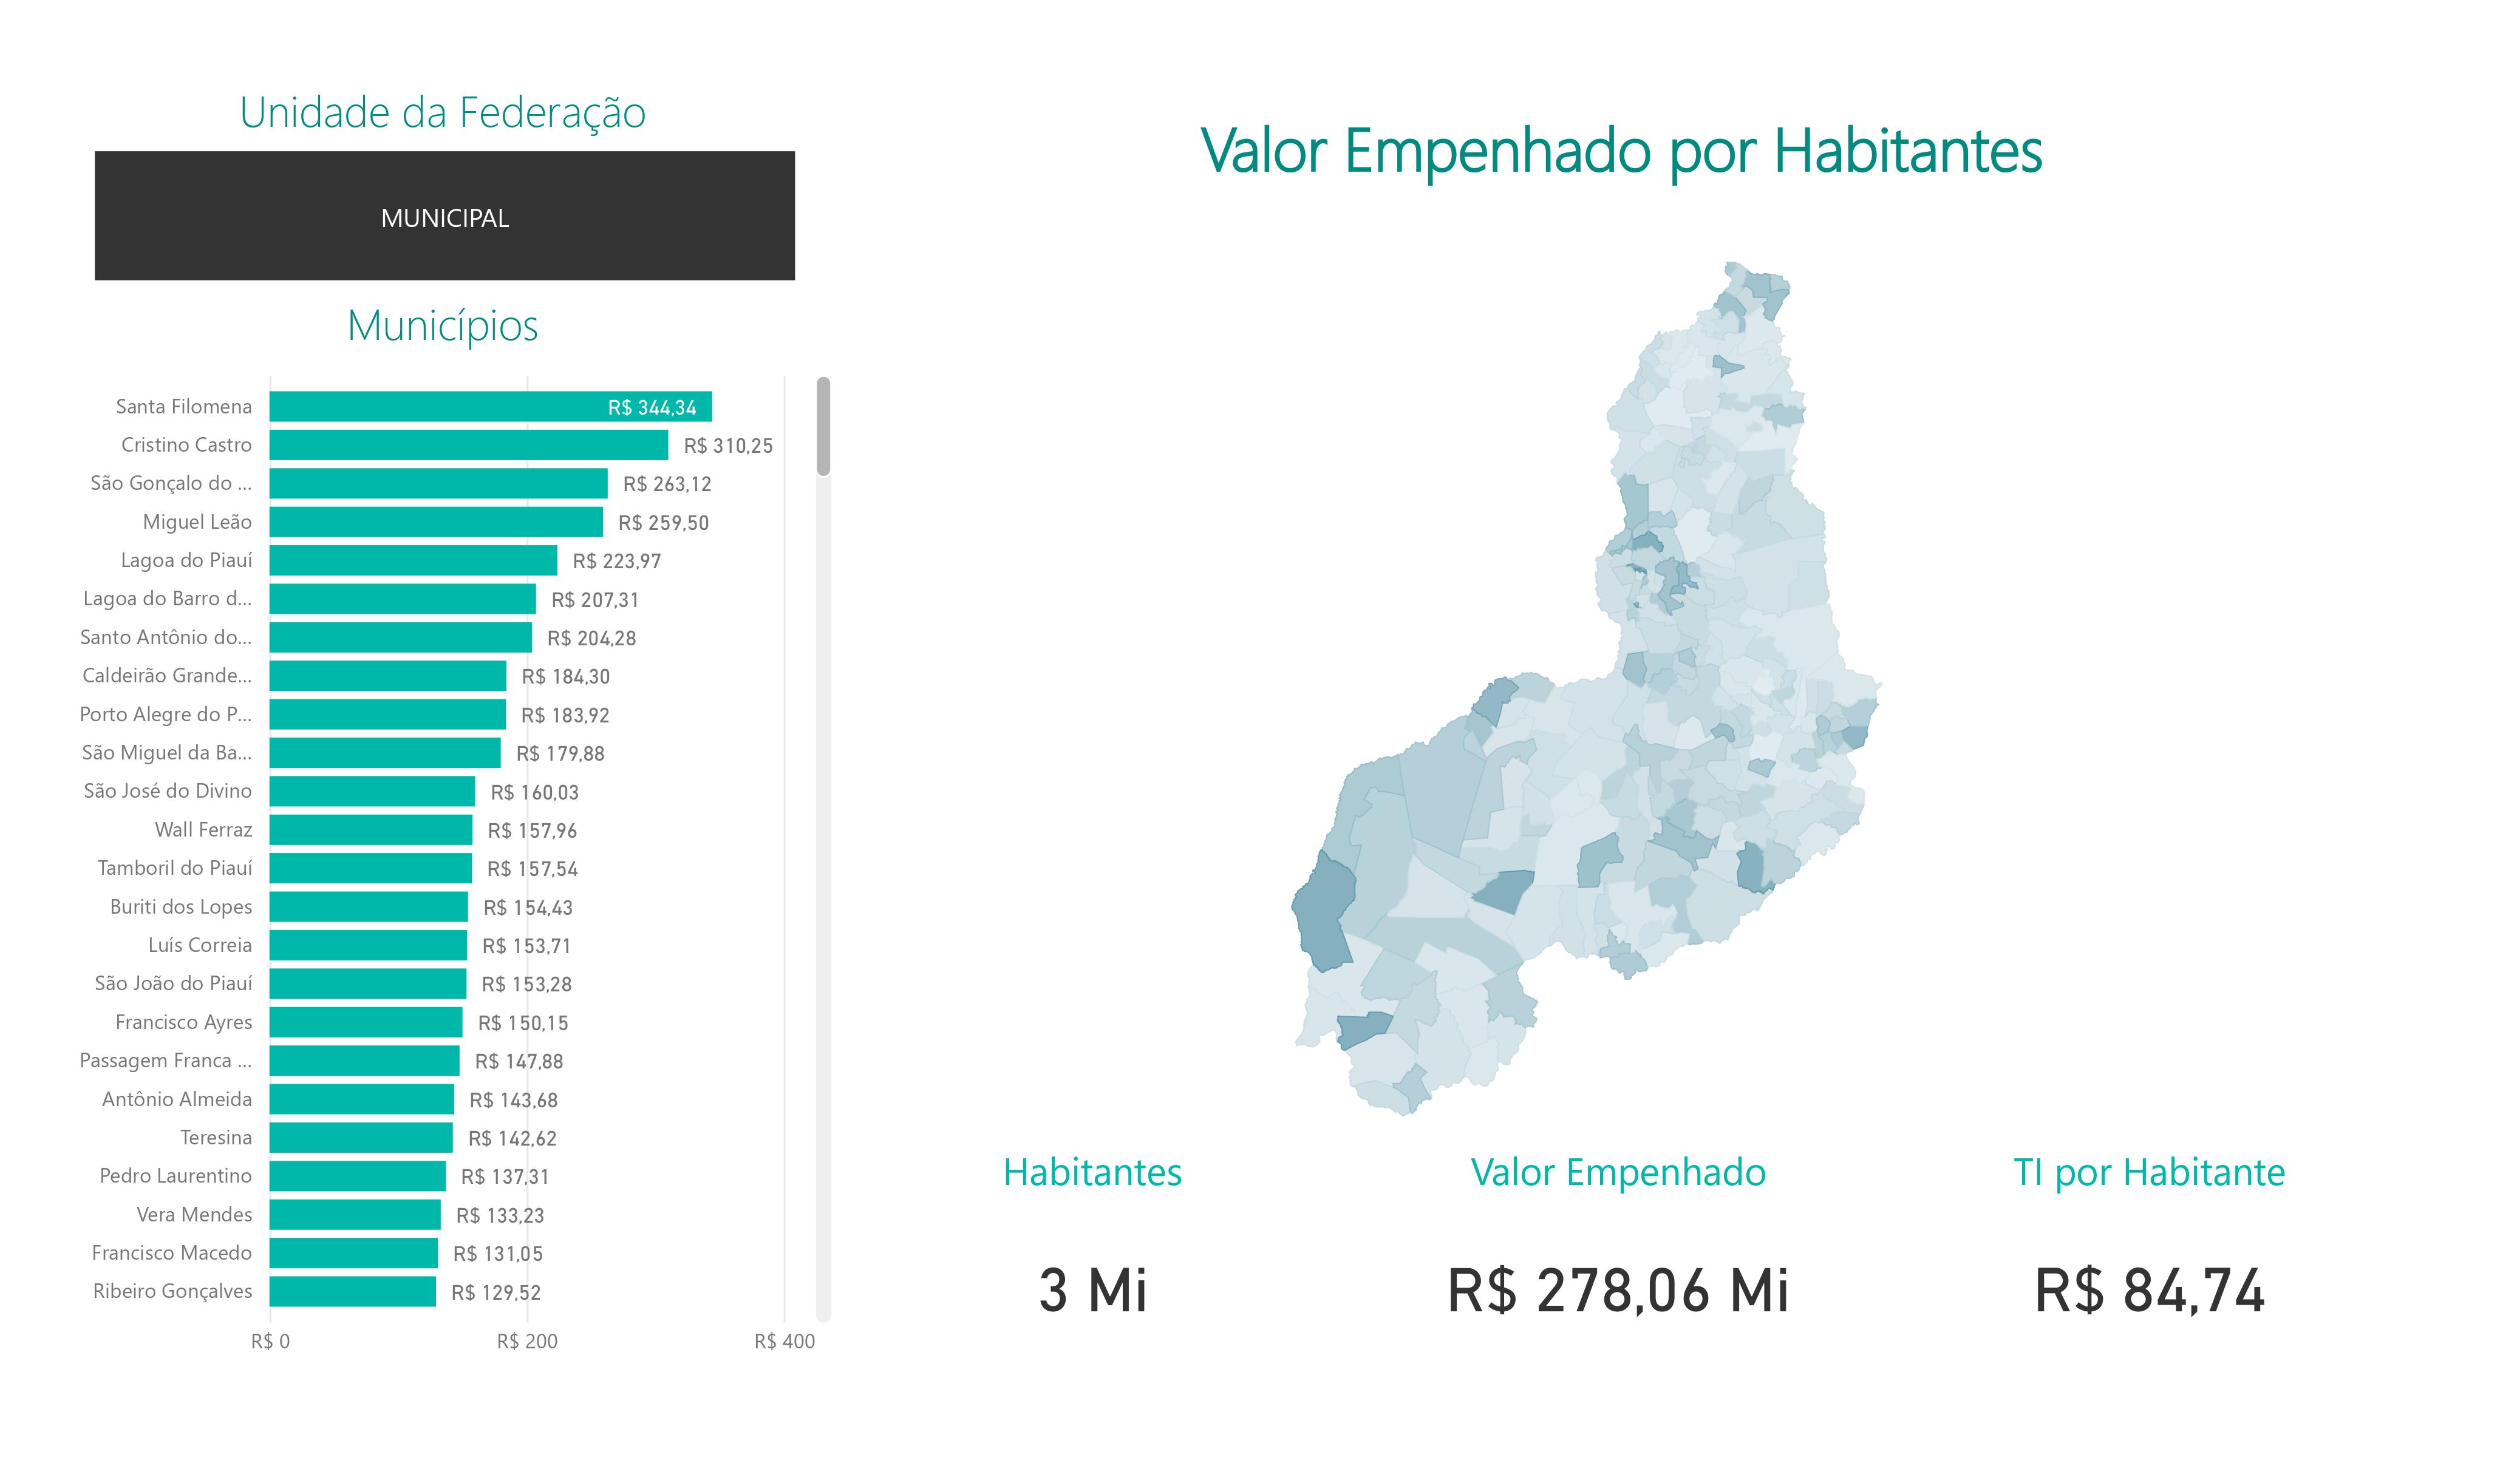 Unidade da Federação
MUNICIPAL
Municípios
Santa Filomena R$ 344,34
Cristino Castro R$ 310,25
São Gonçalo do ... R$ 263,12
Miguel Leão R$ 259,50
Lagoa do Piauí R$ 223,97
Lagoa do Barro d... R$ 207,31
Santo Antônio do... R$ 204,28
Caldeirão Grande... R$ 184,30
Porto Alegre do P... R$ 183,92
São Miguel da Ba... R$ 179,88
São José do Divino R$ 160,03
Wall Ferraz R$ 157,96
Tamboril do Piauí R$ 157,54
Buriti dos Lopes R$ 154,43
Luís Correia R$ 153,71
São João do Piauí R$ 153,28
Francisco Ayres R$ 150,15
Passagem Franca ... R$ 147,88
Antônio Almeida R$ 143,68
Teresina R$ 142,62
Pedro Laurentino R$ 137,31
Vera Mendes R$ 133,23
Francisco Macedo R$ 131,05
Ribeiro Gonçalves R$ 129,52
R$ 0 R$ 200 R$ 400
Valor Empenhado por Habitantes
Habitantes Valor Empenhado TI por Habitante
3 Mi R$ 278,06 Mi R$ 84,74